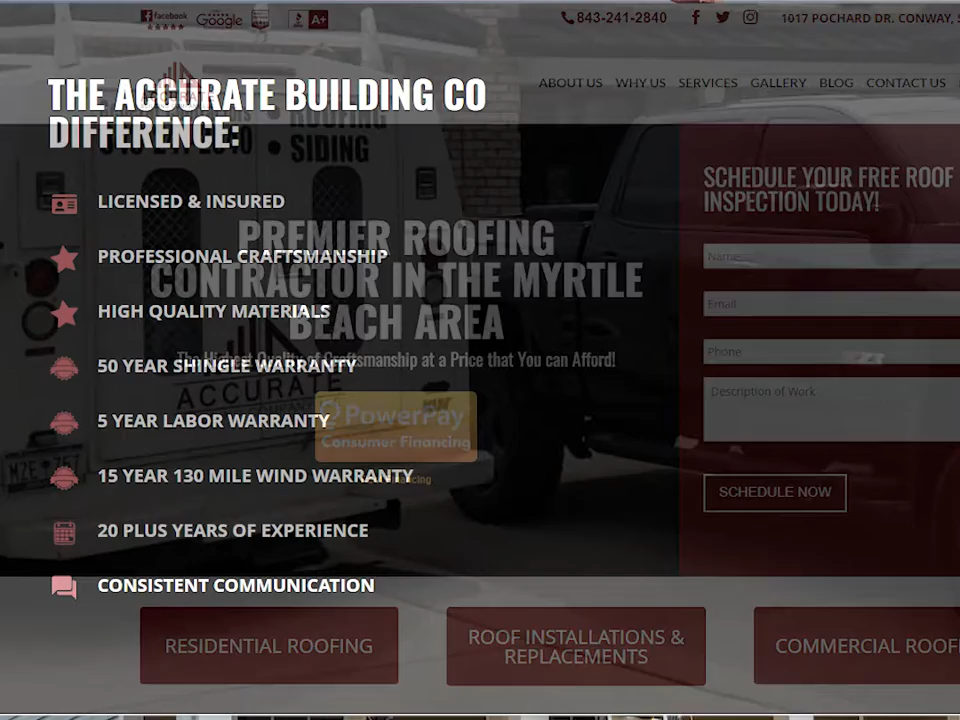 facebook
Google
A+
843-241-2840
1017 POCHARD DR. CONWAY,
ABOUT US WHY US SERVICES GALLERY BLOG CONTACT US
THE ACCURATE BUILDING CO
DIFFERENCE:
ROOFING
SIDING
LICENSED & INSURED
PROFESSIONAL CRAFTSMANSHIP
HIGH QUALITY MATERIALS
50 YEAR SHINGLE WARRANTY
5 YEAR LABOR WARRANTY
15 YEAR 130 MILE WIND WARRANTY
20 PLUS YEARS OF EXPERIENCE
CONSISTENT COMMUNICATION
PREMIER ROOFING
CONTRACTOR IN THE MYRTLE
BEACH AREA
The Highest Quality of Craftsmanship at a Price that You can Afford!
ACCURATE
PowerPay
Consumer Financing
SCHEDULE YOUR FREE ROOF
INSPECTION TODAY!
Name
Email
Phone
Description of Work
SCHEDULE NOW
RESIDENTIAL ROOFING
ROOF INSTALLATIONS &
REPLACEMENTS
COMMERCIAL